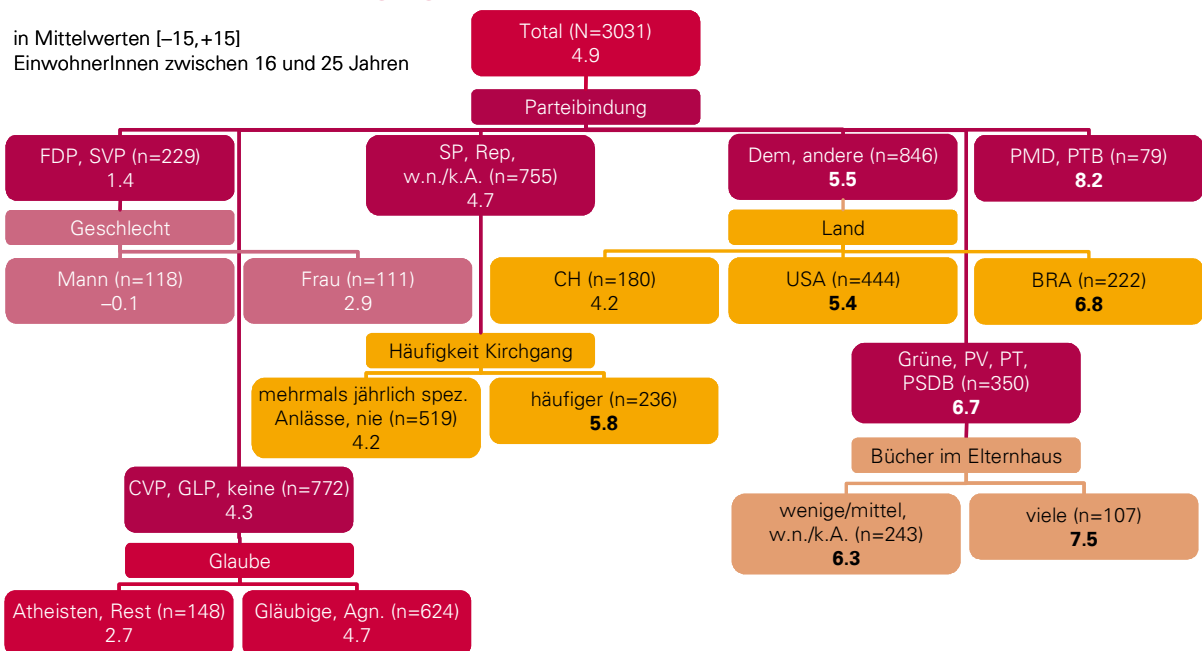 in Mittelwerten [–15,+15]
EinwohnerInnen zwischen 16 und 25 Jahren
Total (N=3031)
4.9
Parteibindung
FDP, SVP (n=229)
1.4
SP, Rep,
w.n./k.A. (n=755)
4.7
Dem, andere (n=846)
5.5
PMD, PTB (n=79)
8.2
Geschlecht
Land
Mann (n=118)
–0.1
Frau (n=111)
2.9
CH (n=180)
4.2
USA (n=444)
5.4
BRA (n=222)
6.8
Häufigkeit Kirchgang
mehrmals jährlich spez.
Anlässe, nie (n=519)
4.2
häufiger (n=236)
5.8
Grüne, PV, PT,
PSDB (n=350)
6.7
Bücher im Elternhaus
CVP, GLP, keine (n=772)
4.3
wenige/mittel,
w.n./k.A. (n=243)
6.3
viele (n=107)
7.5
Glaube
Atheisten, Rest (n=148)
2.7
Gläubige, Agn. (n=624)
4.7